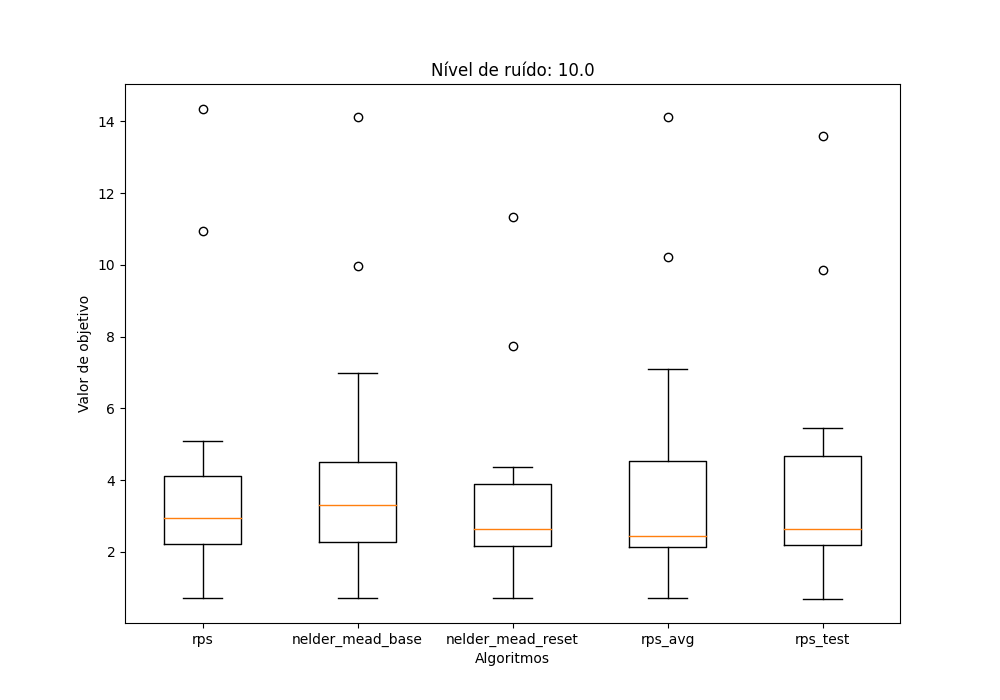 Nível de ruído: 10.0
14
12
10
8
6
4
2
Valor de objetivo
rps nelder_mead_base nelder_mead_reset rps_avg rps_test
Algoritmos